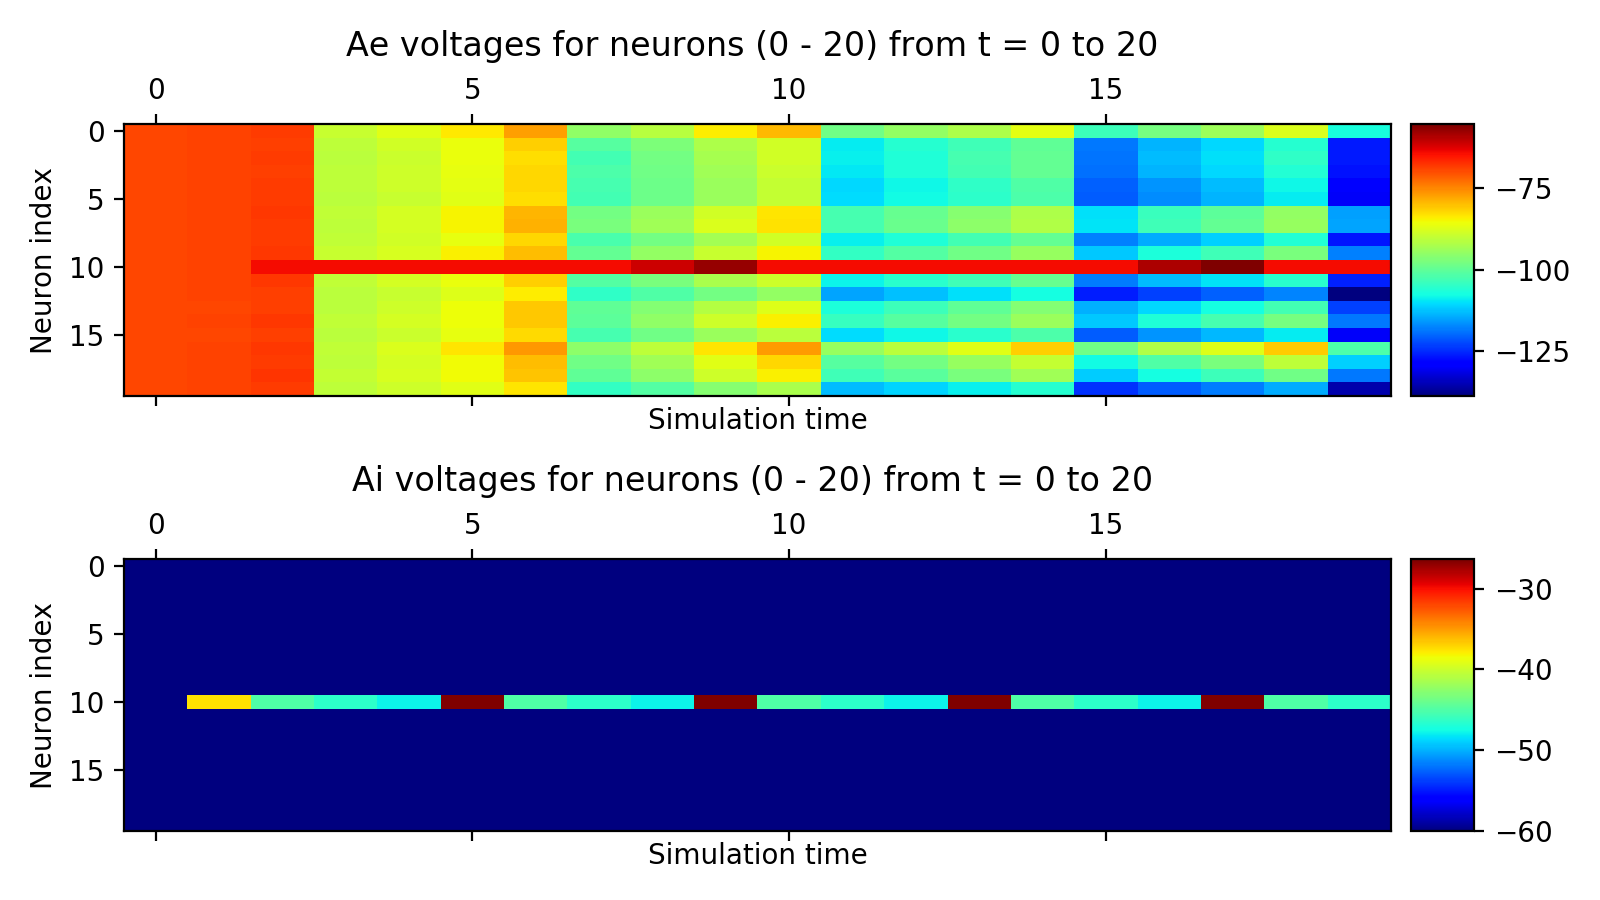 Ae voltages for neurons (0 - 20) from t = 0 to 20
0 5 10 15
Neuron index
0
5
10
15
Simulation time
−75
−100
−125
Ai voltages for neurons (0 - 20) from t = 0 to 20
0 5 10 15
Neuron index
0
5
10
15
Simulation time
−30
−40
−50
−60